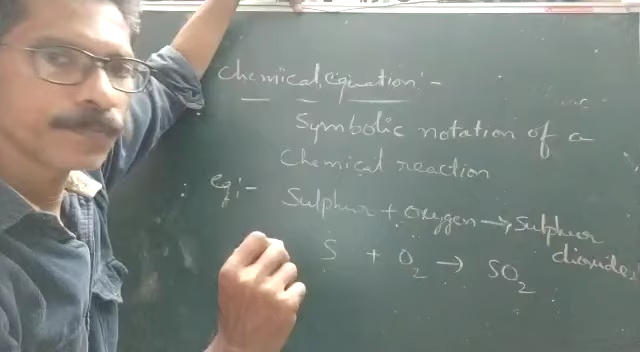 Chemical Equation :-
Symbolic notation of a
Chemical reaction
eg:- Sulphur + oxygen → Sulphur
dioxide
S + O₂ → SO₂